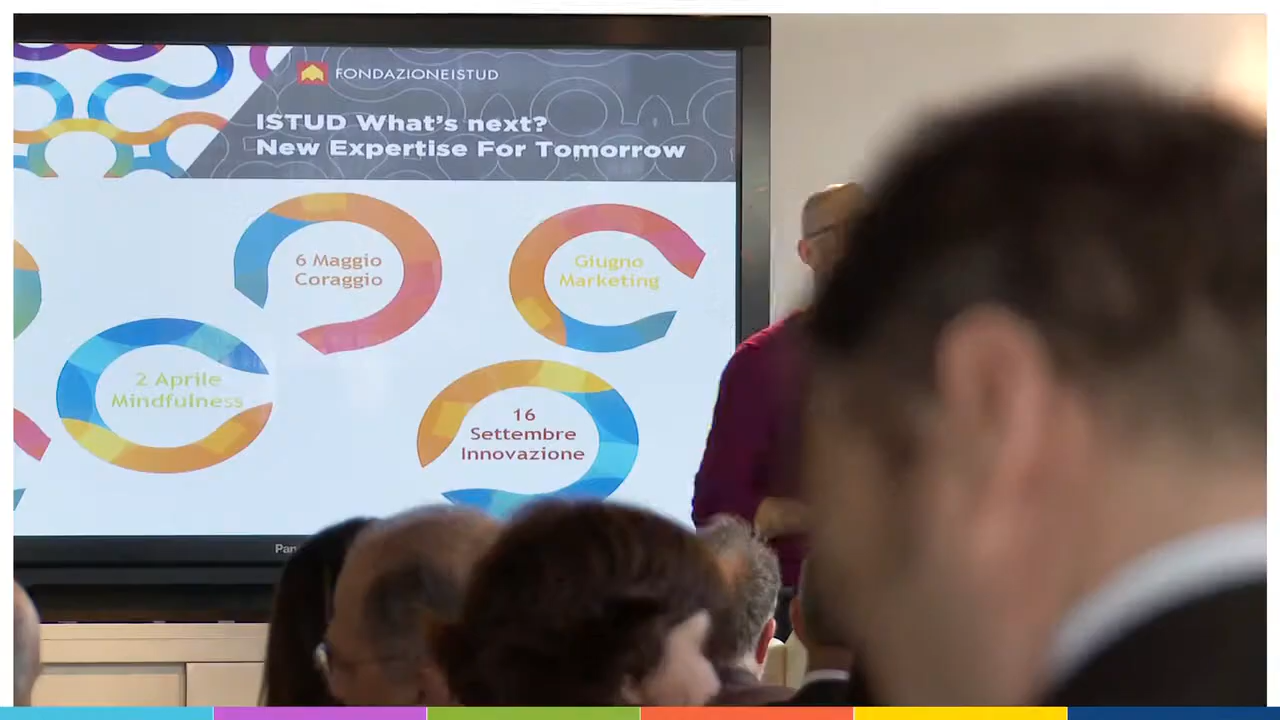 FONDAZIONEISTUD
ISTUD What's next?
New Expertise For Tomorrow
6 Maggio
Coraggio
Giugno
Marketing
2 Aprile
Mindfulness
16
Settembre
Innovazione